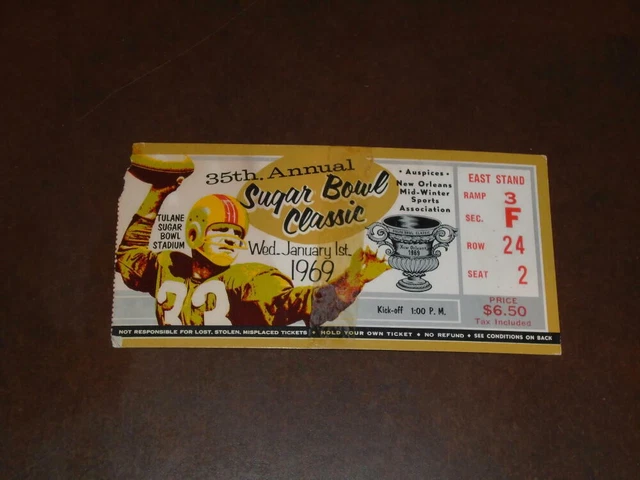 35th. Annual
Sugar Bowl
Classic
TULANE
SUGAR
BOWL
STADIUM
Wed. January 1st.
1969
33
• Auspices •
New Orleans
Mid-Winter
Sports
Association
New Orleans
1969
Kick-off 1:00 P. M.
EAST STAND
RAMP 3
SEC. F
ROW 24
SEAT 2
PRICE
$6.50
Tax Included
NOT RESPONSIBLE FOR LOST, STOLEN, MISPLACED TICKETS • HOLD YOUR OWN TICKET • NO REFUND • SEE CONDITIONS ON BACK